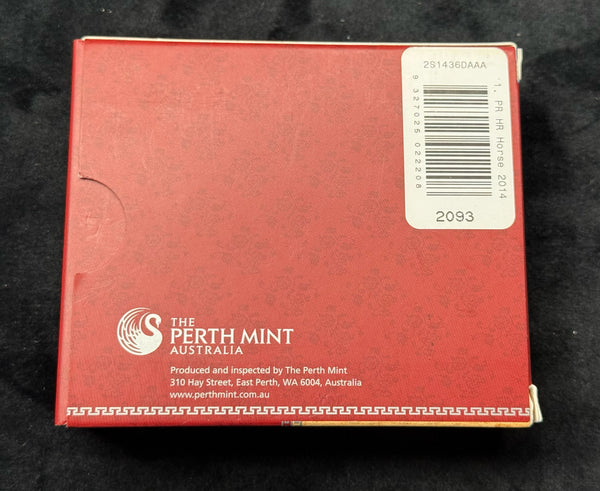 2S1436DAAA
9 327025 022208
1. PR HR Horse 2014
2093
THE
PERTH MINT
AUSTRALIA
Produced and inspected by The Perth Mint
310 Hay Street, East Perth, WA 6004, Australia
www.perthmint.com.au